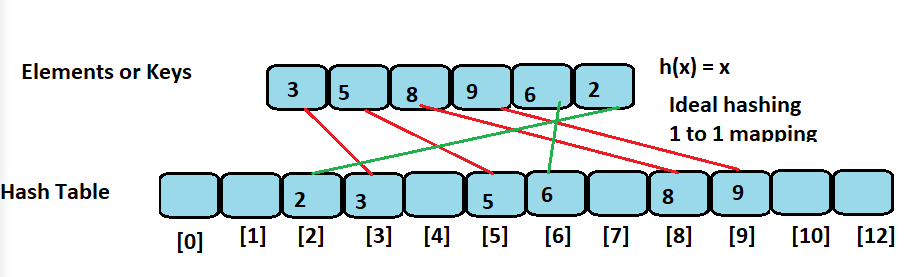 Elements or Keys
3 5 8 9 6 2
h(x) = x
Ideal hashing
1 to 1 mapping
Hash Table
2 3 5 6 8 9
[0] [1] [2] [3] [4] [5] [6] [7] [8] [9] [10] [12]